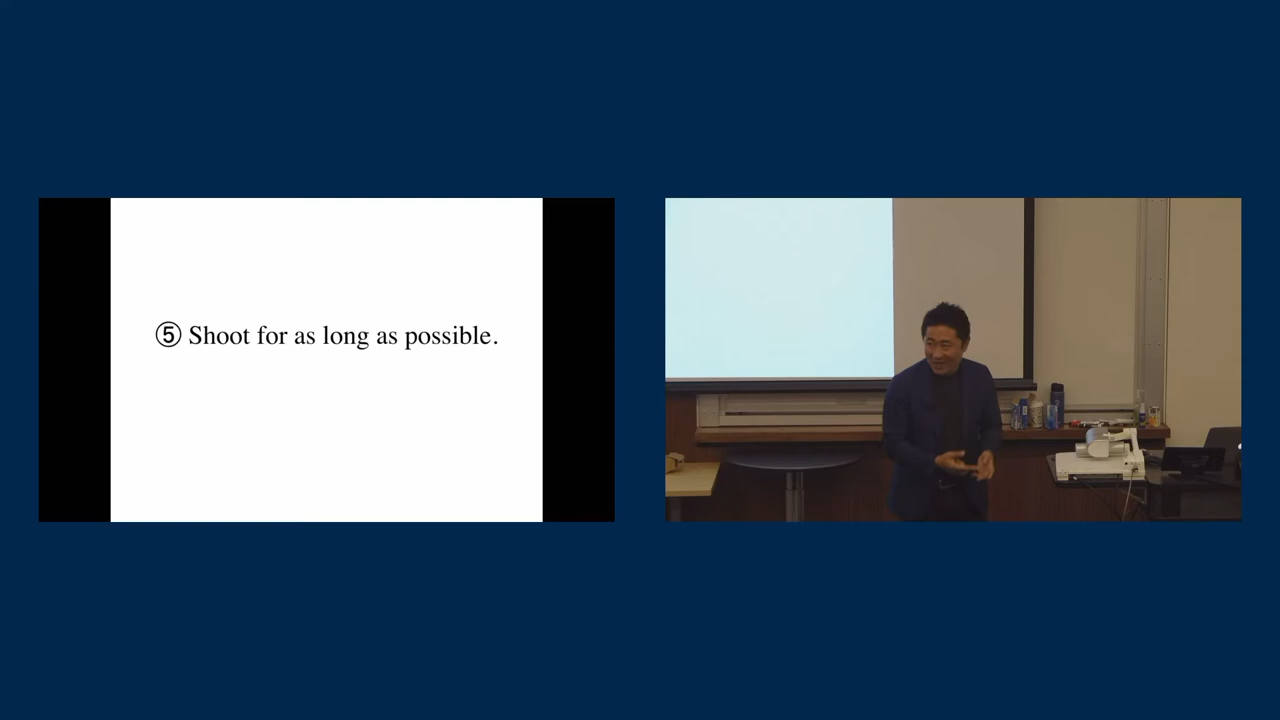 ⑤ Shoot for as long as possible.